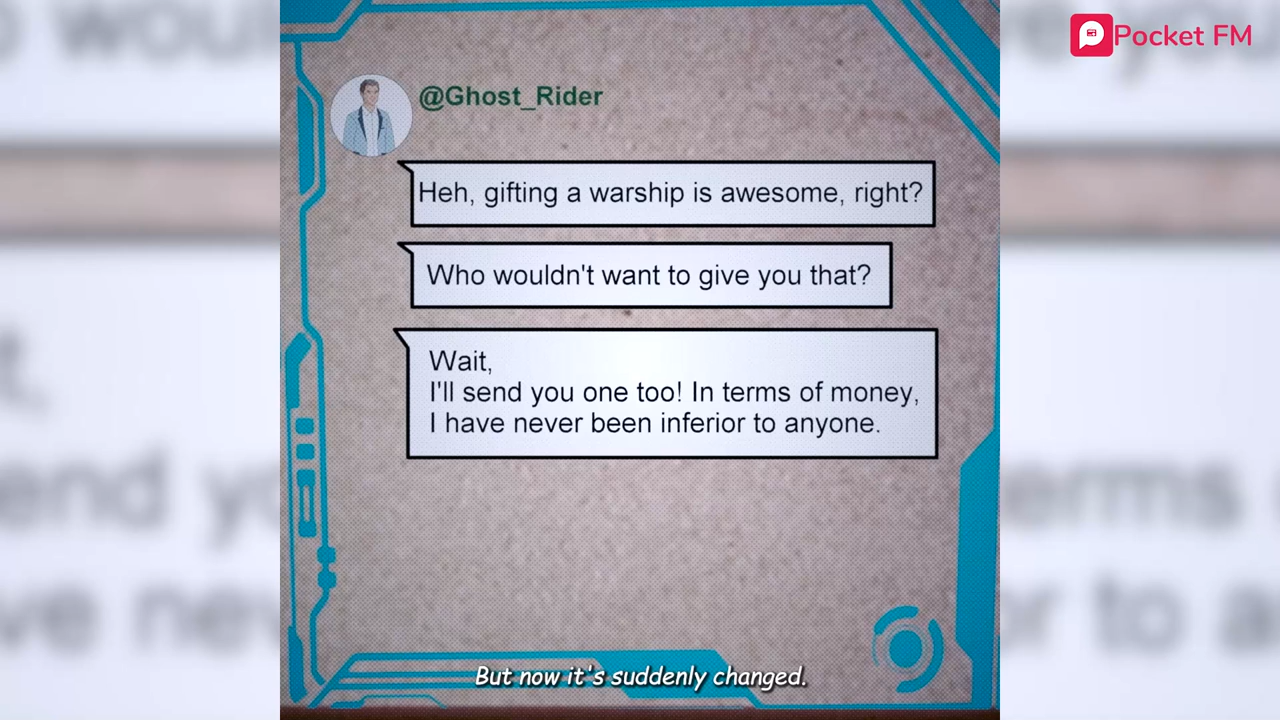 Pocket FM
@Ghost_Rider
Heh, gifting a warship is awesome, right?
Who wouldn't want to give you that?
Wait,
I'll send you one too! In terms of money,
I have never been inferior to anyone.
But now it's suddenly changed.